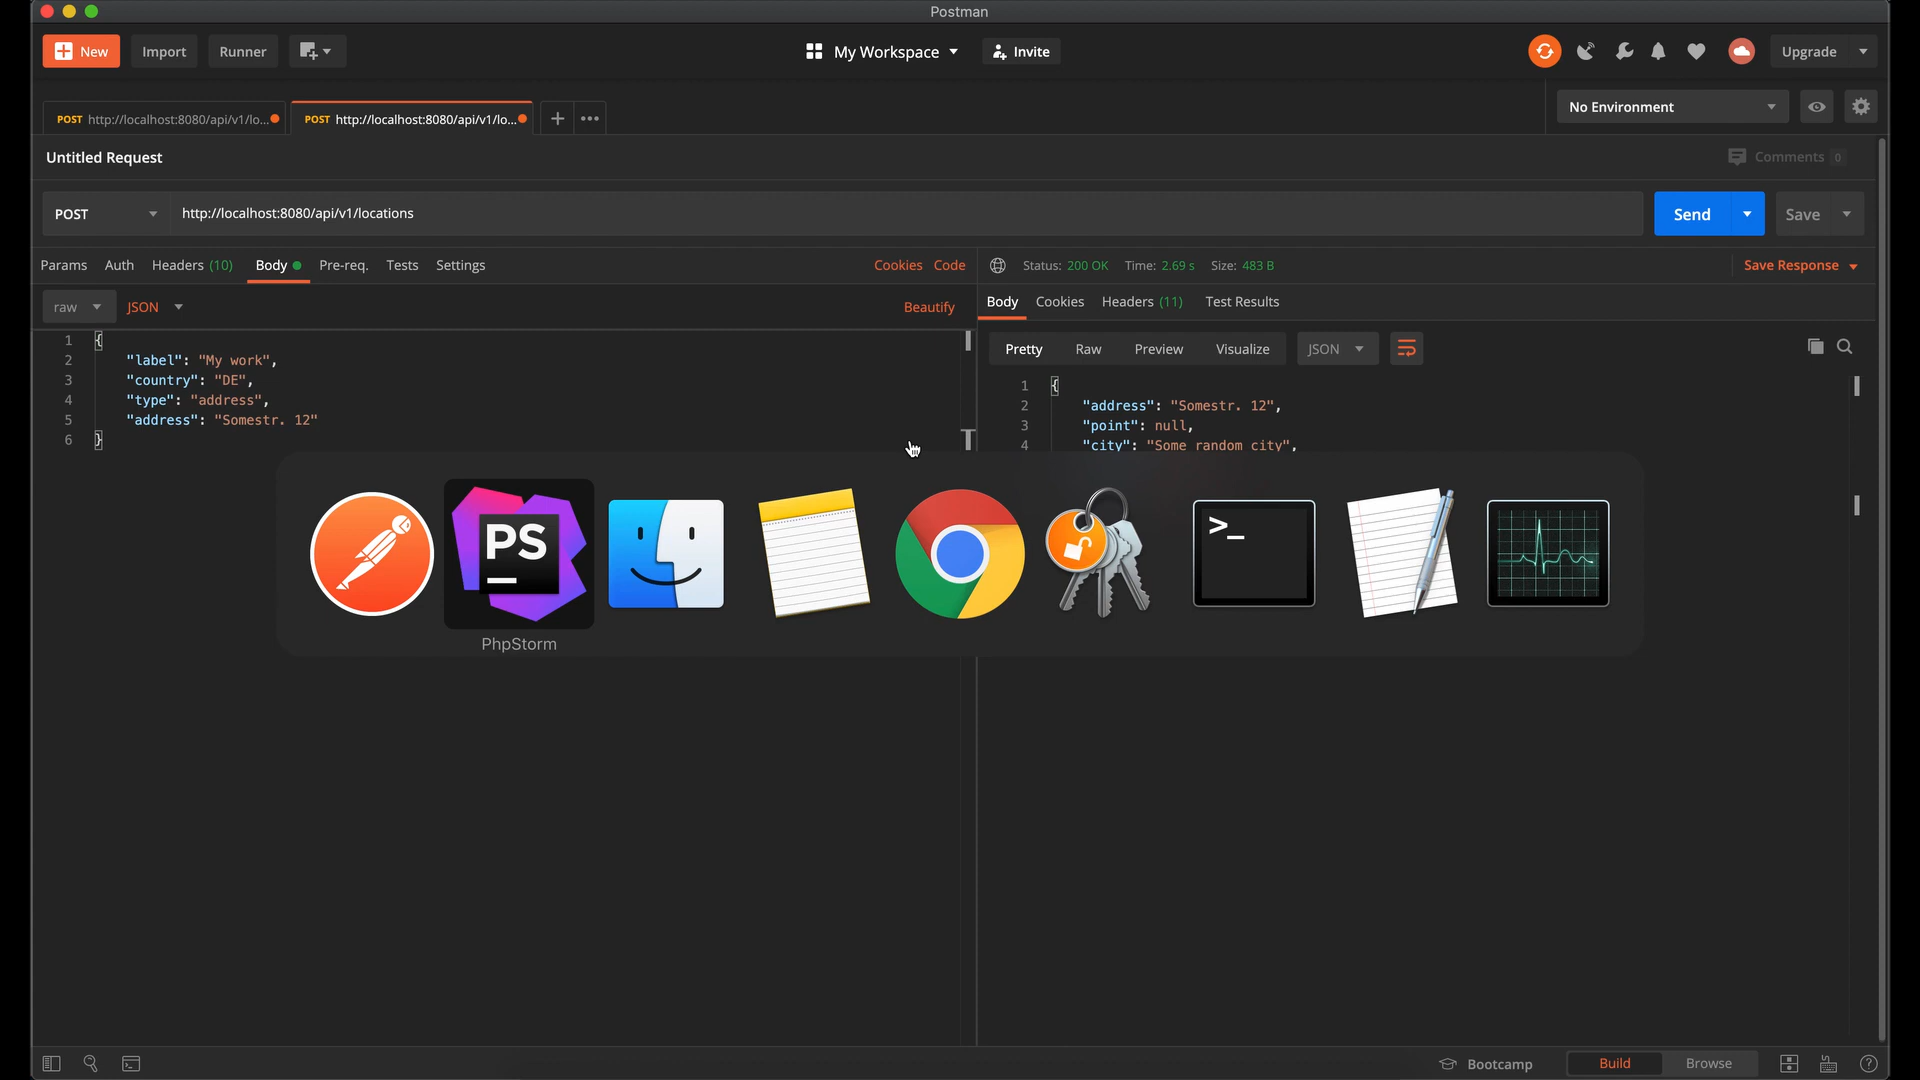 Postman
New
Import
Runner
My Workspace
Invite
Upgrade
POST http://localhost:8080/api/v1/lo...
POST http://localhost:8080/api/v1/lo...
No Environment
Untitled Request
Comments 0
POST
http://localhost:8080/api/v1/locations
Send
Save
Params
Auth
Headers (10)
Body
Pre-req.
Tests
Settings
Cookies
Code
Status: 200 OK
Time: 2.69 s
Size: 483 B
Save Response
raw
JSON
Beautify
Body
Cookies
Headers (11)
Test Results
Pretty
Raw
Preview
Visualize
JSON
1 {
2 "label": "My work",
3 "country": "DE",
4 "type": "address",
5 "address": "Somestr. 12"
6 }
1 {
2 "address": "Somestr. 12",
3 "point": null,
4 "city": "Some random city",
PS
>_
PhpStorm
Bootcamp
Build
Browse